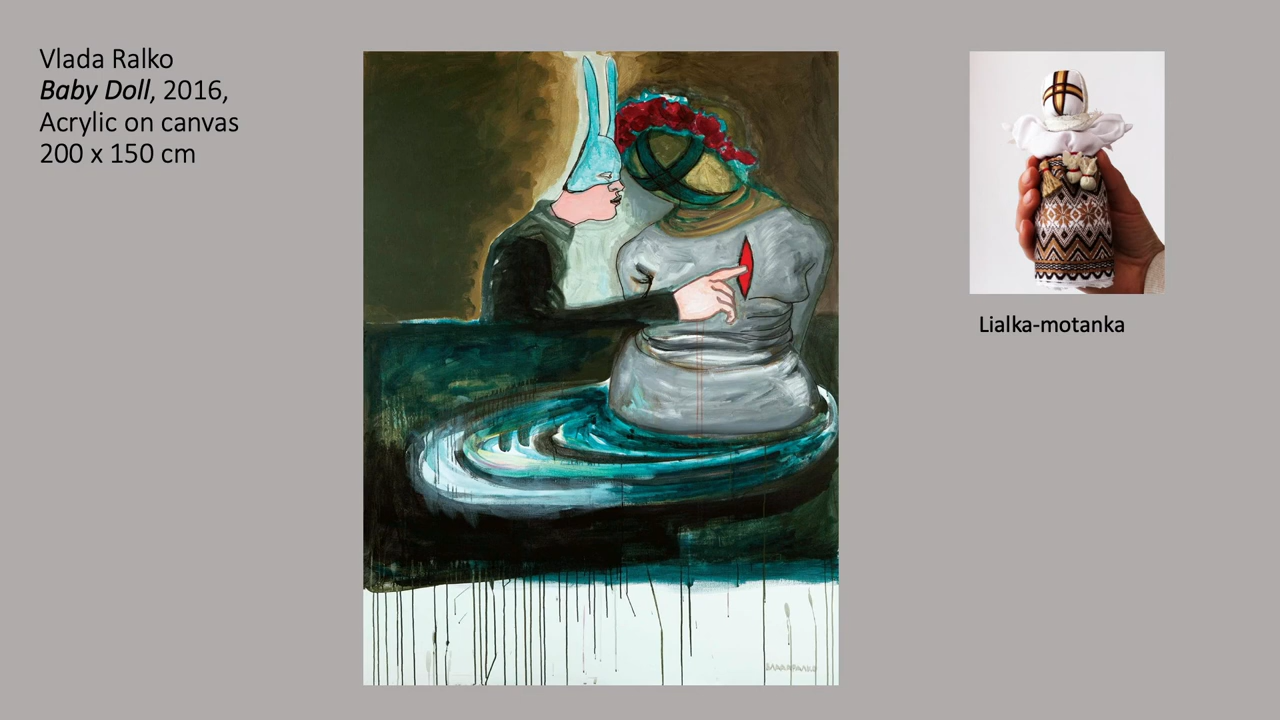 Vlada Ralko
Baby Doll, 2016,
Acrylic on canvas
200 x 150 cm
Lialka-motanka